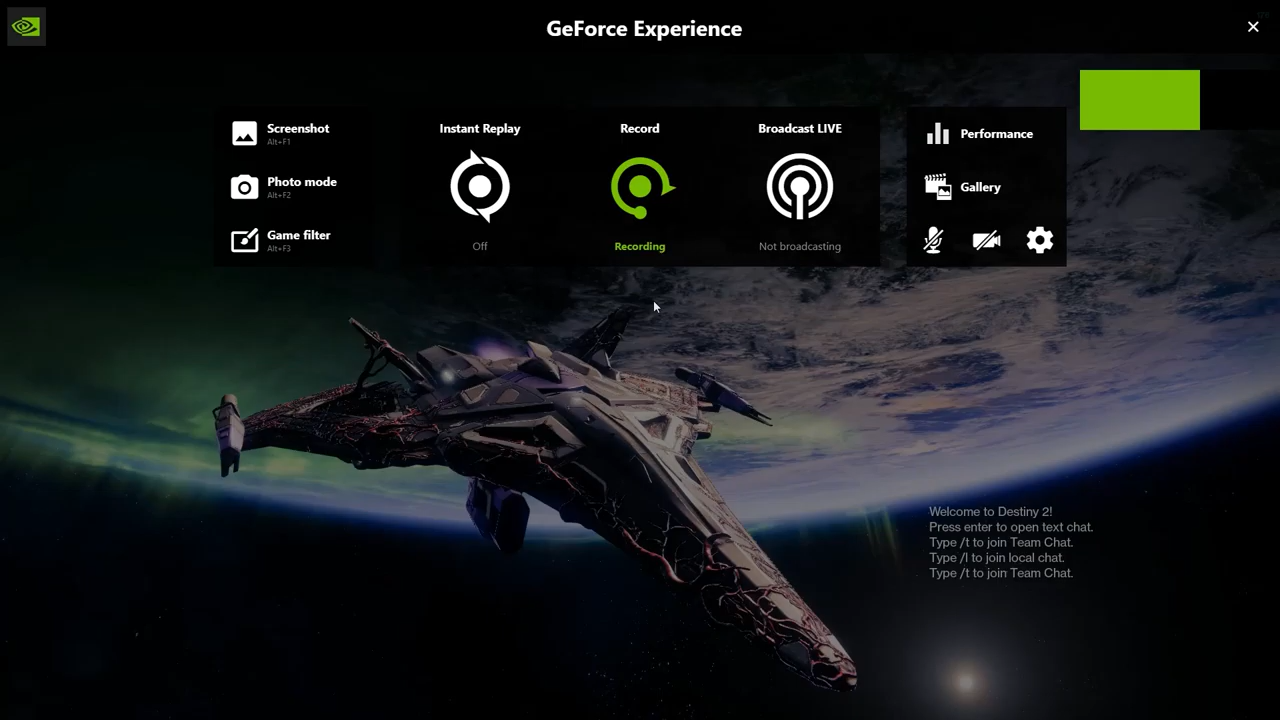 GeForce Experience
Screenshot
Alt+F1
Photo mode
Alt+F2
Game filter
Alt+F3
Instant Replay
Off
Record
Recording
Broadcast LIVE
Not broadcasting
Performance
Gallery
Welcome to Destiny 2!
Press enter to open text chat.
Type /t to join Team Chat.
Type /l to join local chat.
Type /t to join Team Chat.